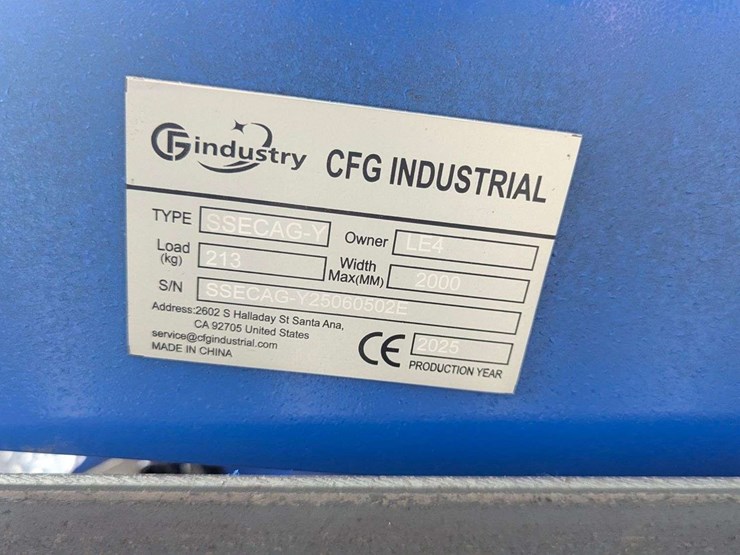 CFG industry CFG INDUSTRIAL
TYPE SSECAG-Y Owner LE4
Load (kg) 213 Width Max(MM) 2000
S/N SSECAG-Y25060502E
Address:2602 S Halladay St Santa Ana,
CA 92705 United States
service@cfgindustrial.com
MADE IN CHINA
CE 2025
PRODUCTION YEAR